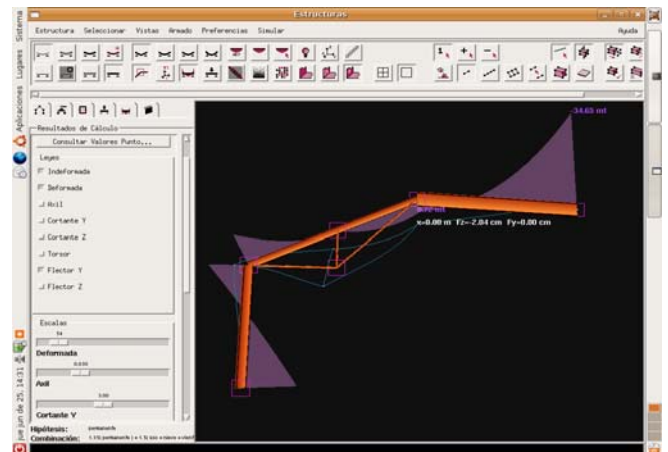 Estructuras
Estructura Seleccionar Vistas Armado Preferencias Simular Ayuda
Sistema
Lugares
Aplicaciones
jue jun de 25, 14:31
Resultados de Cálculo
Consultar Valores Punto...
Leyes
Indeformada
Deformada
Axil
Cortante Y
Cortante Z
Torsor
Flector Y
Flector Z
Escalas
Deformada
Axil
Cortante Y
Hipótesis: permanente
Combinación:
-34.65 mt
x=0.00 m Fz=-2.04 cm Fy=0.00 cm